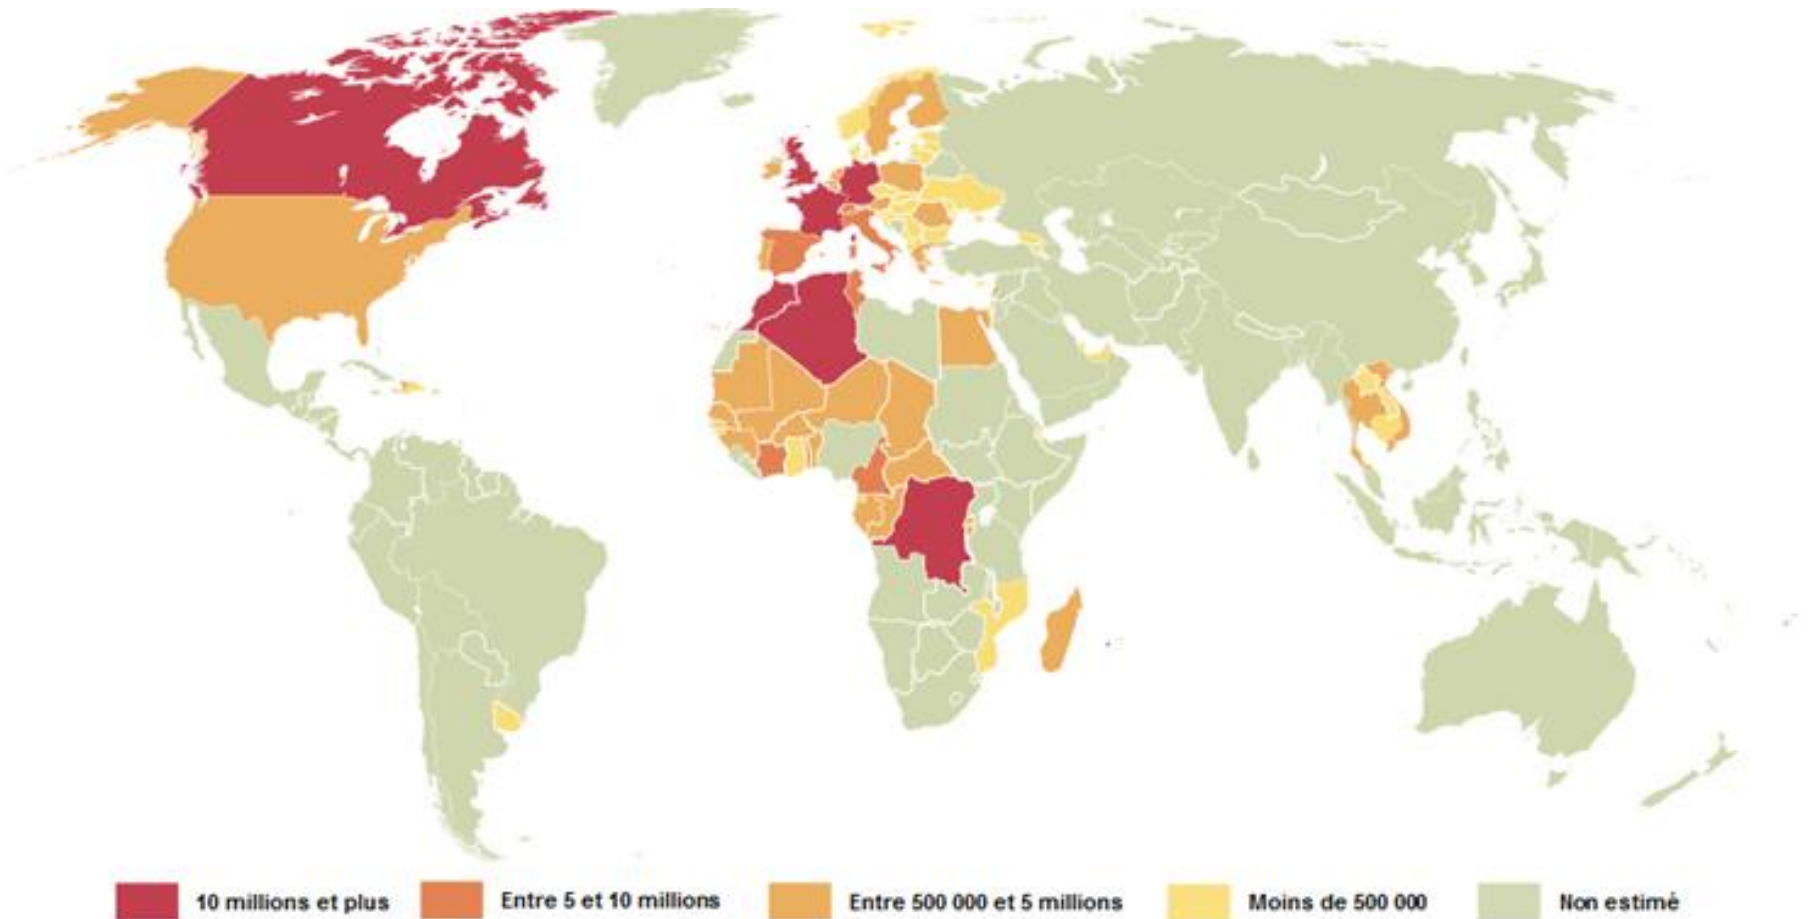 10 millions et plus
Entre 5 et 10 millions
Entre 500 000 et 5 millions
Moins de 500 000
Non estimé